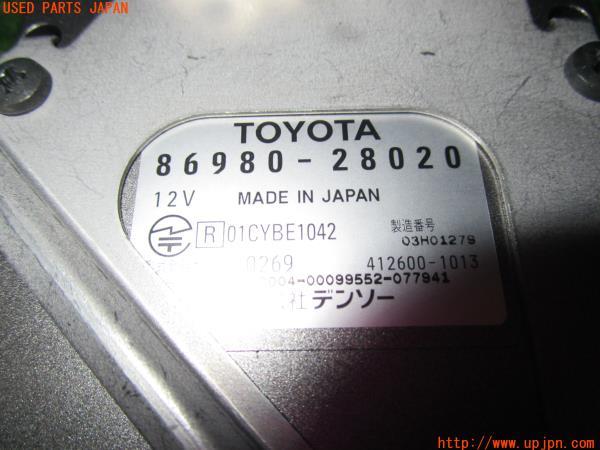 USED PARTS JAPAN
TOYOTA
86980-28020
12V MADE IN JAPAN
R 01CYBE1042 製造番号
03H01279
0269 412600-1013
004-00099552-077941
社デンソー
http://www.upjpn.com/